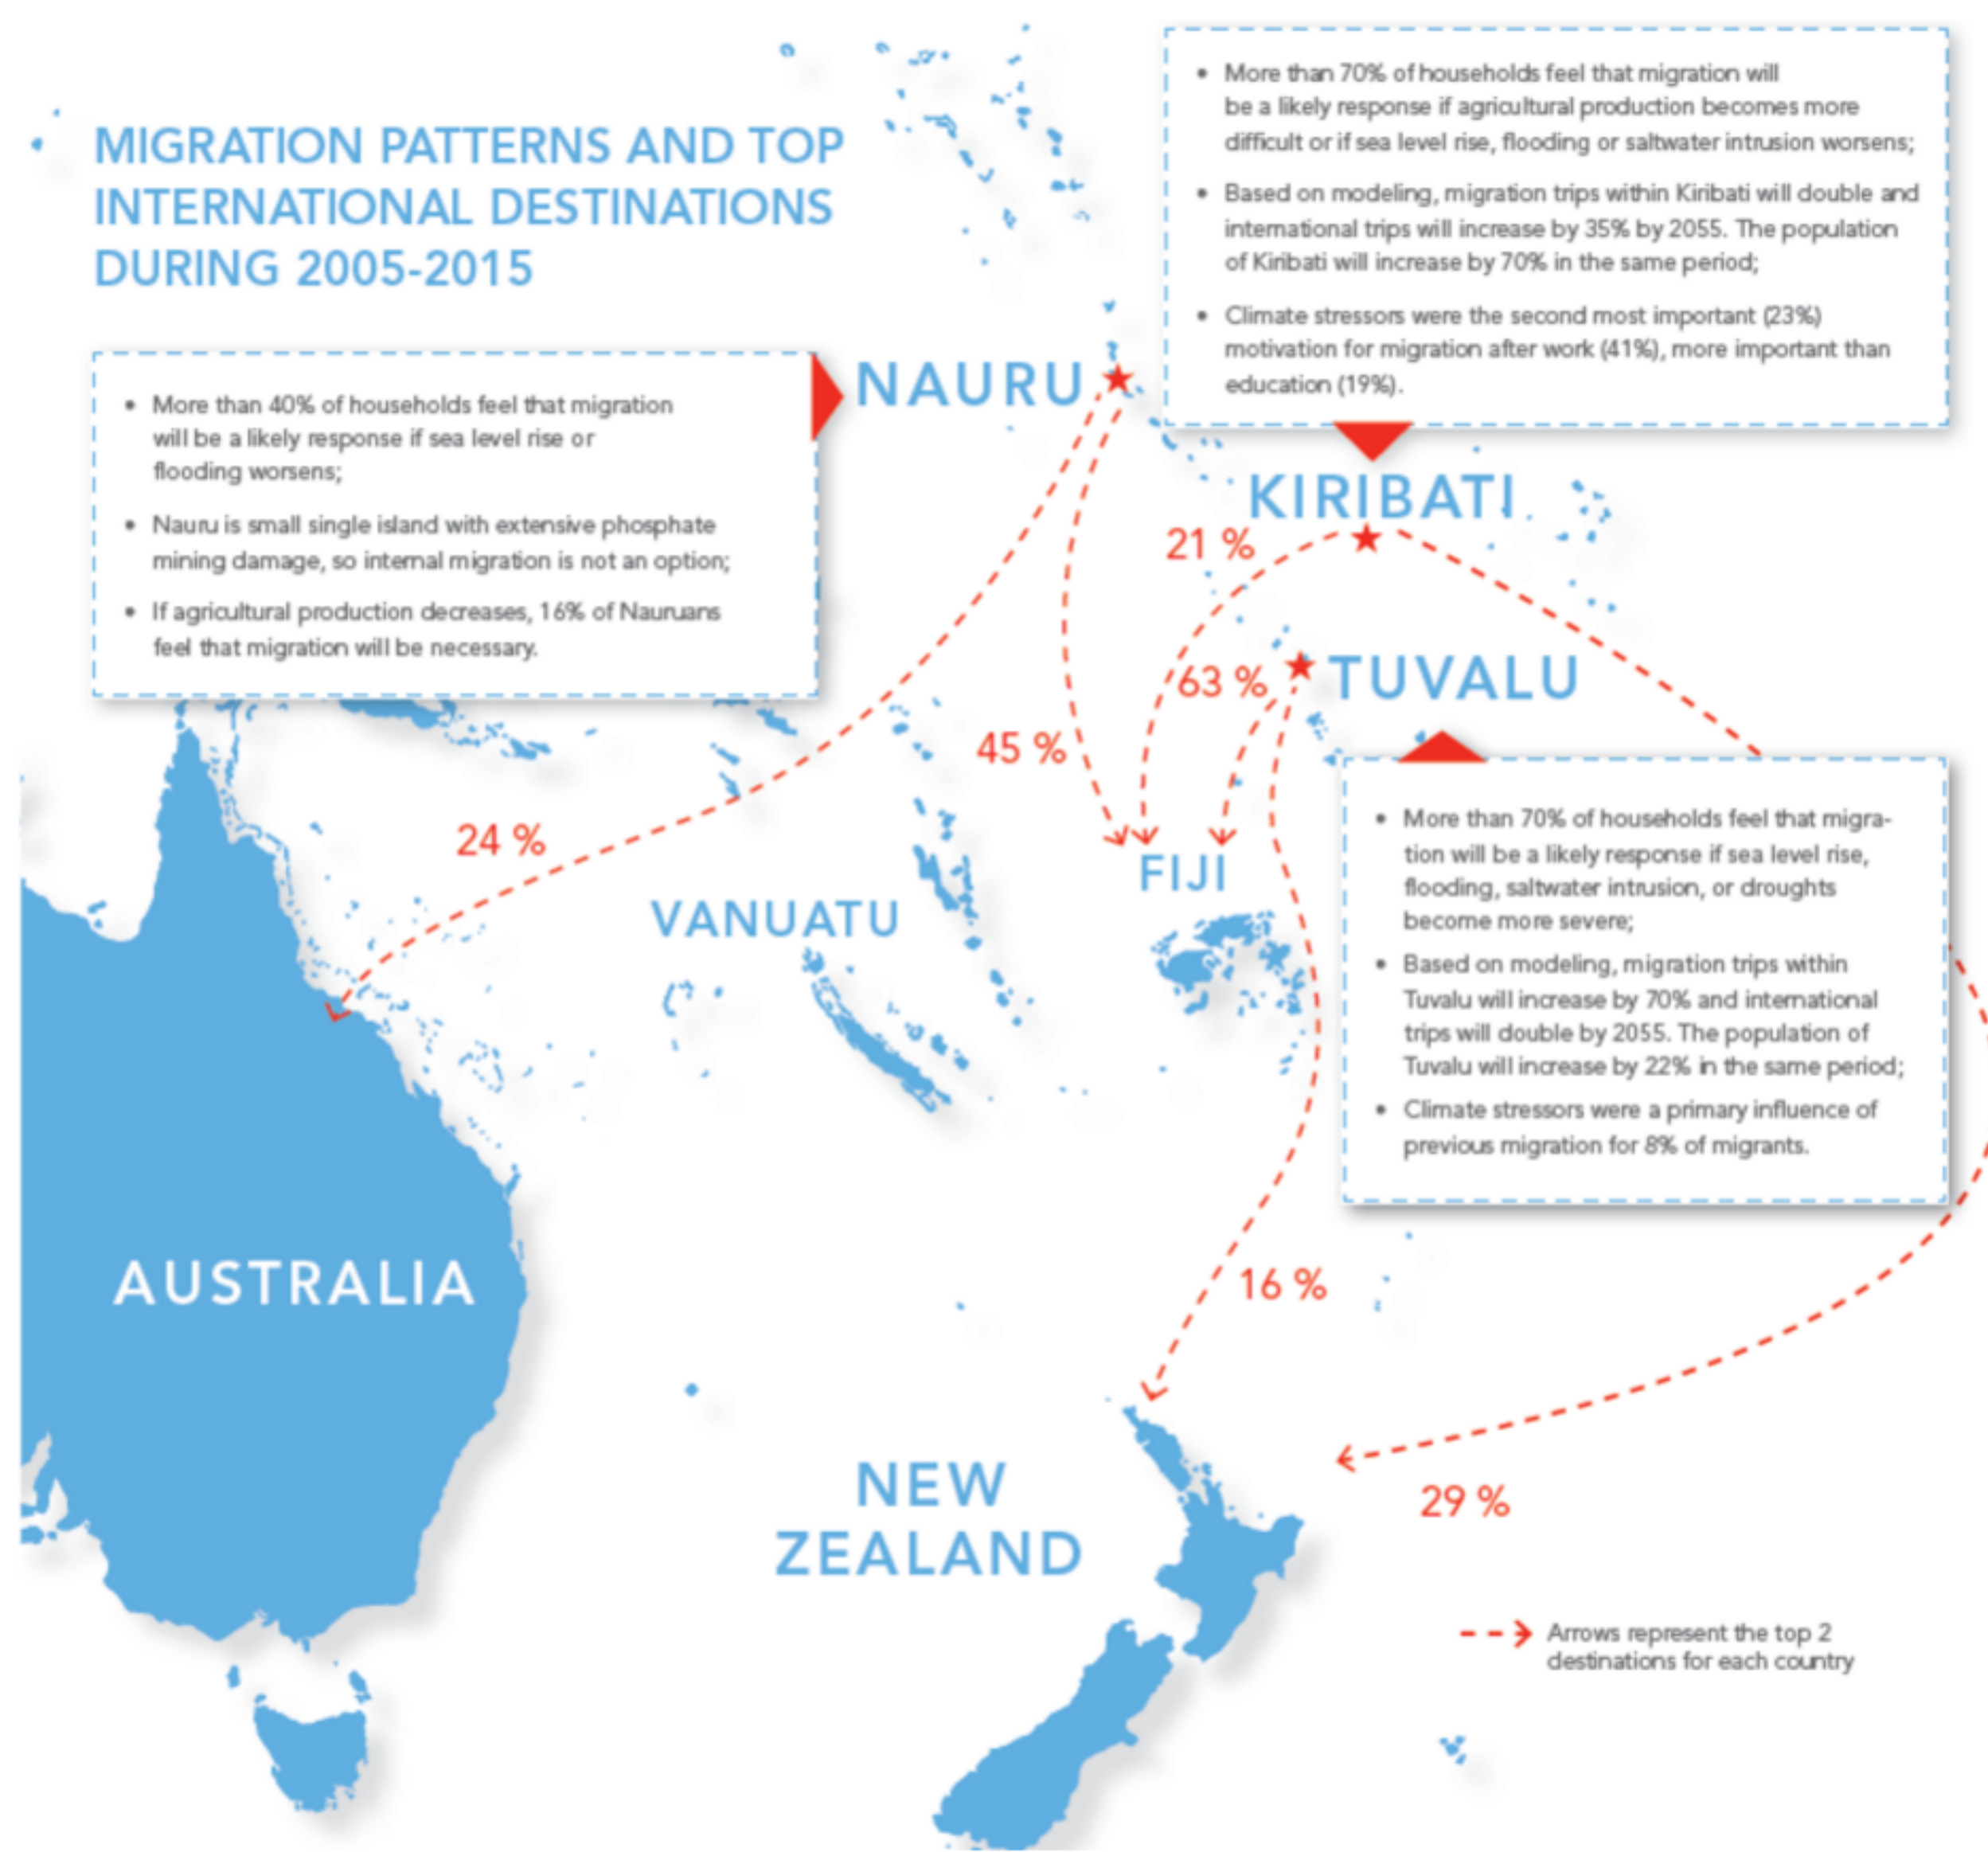 MIGRATION PATTERNS AND TOP
INTERNATIONAL DESTINATIONS
DURING 2005-2015
• More than 70% of households feel that migration will
be a likely response if agricultural production becomes more
difficult or if sea level rise, flooding or saltwater intrusion worsens;
• Based on modeling, migration trips within Kiribati will double and
international trips will increase by 35% by 2055. The population
of Kiribati will increase by 70% in the same period;
• Climate stressors were the second most important (23%)
motivation for migration after work (41%), more important than
education (19%).
• More than 40% of households feel that migration
will be a likely response if sea level rise or
flooding worsens;
• Nauru is small single island with extensive phosphate
mining damage, so internal migration is not an option;
• If agricultural production decreases, 16% of Nauruans
feel that migration will be necessary.
NAURU
KIRIBATI
21 %
63 %
TUVALU
45 %
24 %
FIJI
VANUATU
• More than 70% of households feel that migra-
tion will be a likely response if sea level rise,
flooding, saltwater intrusion, or droughts
become more severe;
• Based on modeling, migration trips within
Tuvalu will increase by 70% and international
trips will double by 2055. The population of
Tuvalu will increase by 22% in the same period;
• Climate stressors were a primary influence of
previous migration for 8% of migrants.
AUSTRALIA
16 %
NEW
ZEALAND
29 %
Arrows represent the top 2
destinations for each country